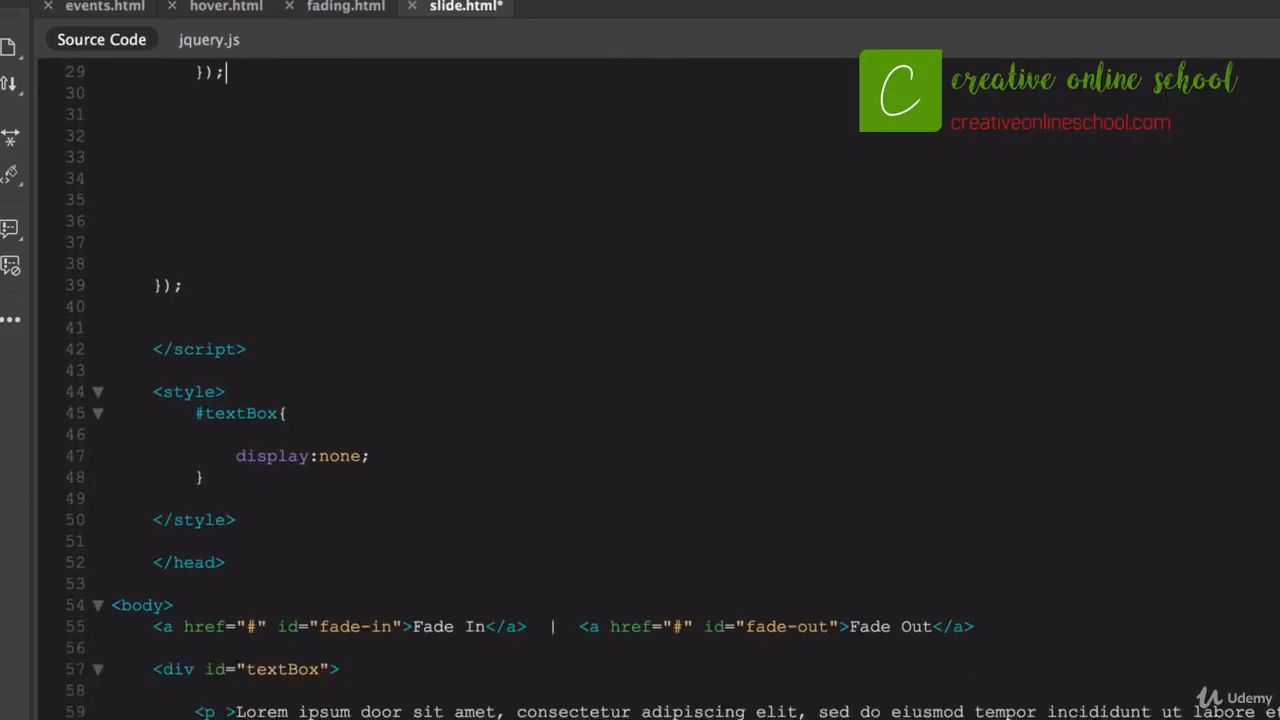 events.html hover.html fading.html slide.html*
Source Code jquery.js
C creative online school
creativeonlineschool.com
29 });
30
31
32
33
34
35
36
37
38
39 });
40
41
42 </script>
43
44 <style>
45 #textBox{
46
47 display:none;
48 }
49
50 </style>
51
52 </head>
53
54 <body>
55 <a href="#" id="fade-in">Fade In</a> | <a href="#" id="fade-out">Fade Out</a>
56
57 <div id="textBox">
58
59 <p >Lorem ipsum door sit amet, consectetur adipiscing elit, sed do eiusmod tempor incididunt ut labore
Udemy